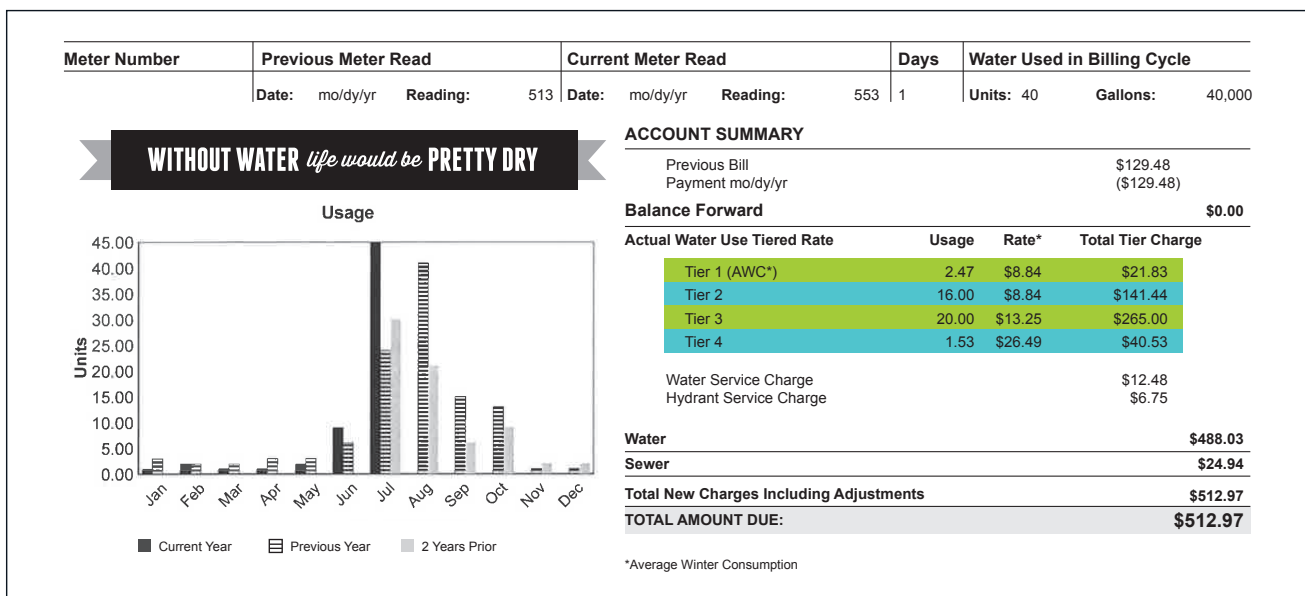 Meter Number Previous Meter Read Current Meter Read Days Water Used in Billing Cycle
Date: mo/dy/yr Reading: 513 Date: mo/dy/yr Reading: 553 1 Units: 40 Gallons: 40,000
WITHOUT WATER life would be PRETTY DRY
Usage
45.00
40.00
35.00
30.00
25.00
20.00
15.00
10.00
5.00
0.00
Units
Jan Feb Mar Apr May Jun Jul Aug Sep Oct Nov Dec
Current Year Previous Year 2 Years Prior
ACCOUNT SUMMARY
Previous Bill $129.48
Payment mo/dy/yr ($129.48)
Balance Forward $0.00
Actual Water Use Tiered Rate Usage Rate* Total Tier Charge
Tier 1 (AWC*) 2.47 $8.84 $21.83
Tier 2 16.00 $8.84 $141.44
Tier 3 20.00 $13.25 $265.00
Tier 4 1.53 $26.49 $40.53
Water Service Charge $12.48
Hydrant Service Charge $6.75
Water $488.03
Sewer $24.94
Total New Charges Including Adjustments $512.97
TOTAL AMOUNT DUE: $512.97
*Average Winter Consumption